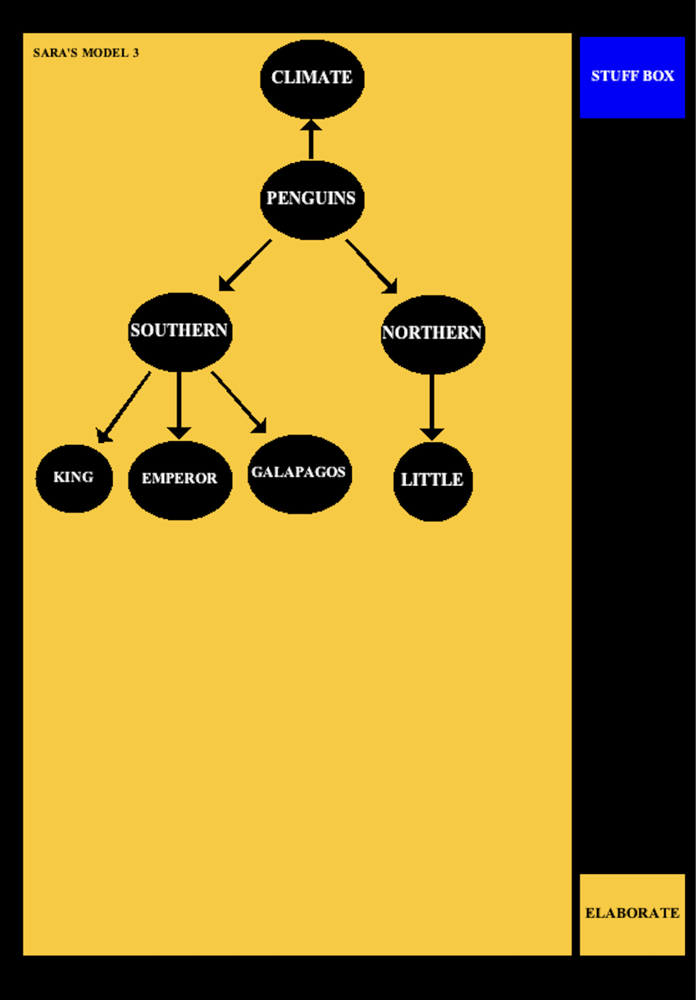 SARA'S MODEL 3
CLIMATE
STUFF BOX
PENGUINS
SOUTHERN
NORTHERN
KING
EMPEROR
GALAPAGOS
LITTLE
ELABORATE